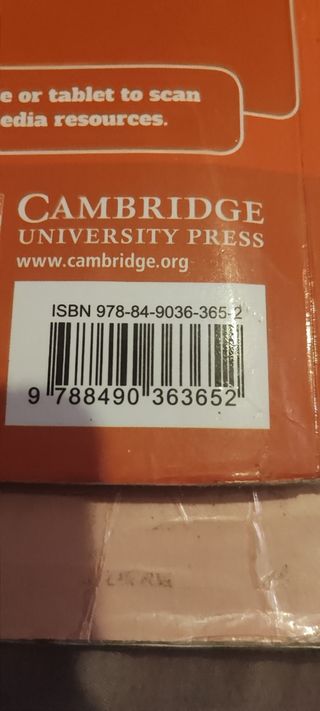 e or tablet to scan
edia resources.
CAMBRIDGE
UNIVERSITY PRESS
www.cambridge.org
ISBN 978-84-9036-365-2
9 788490 363652